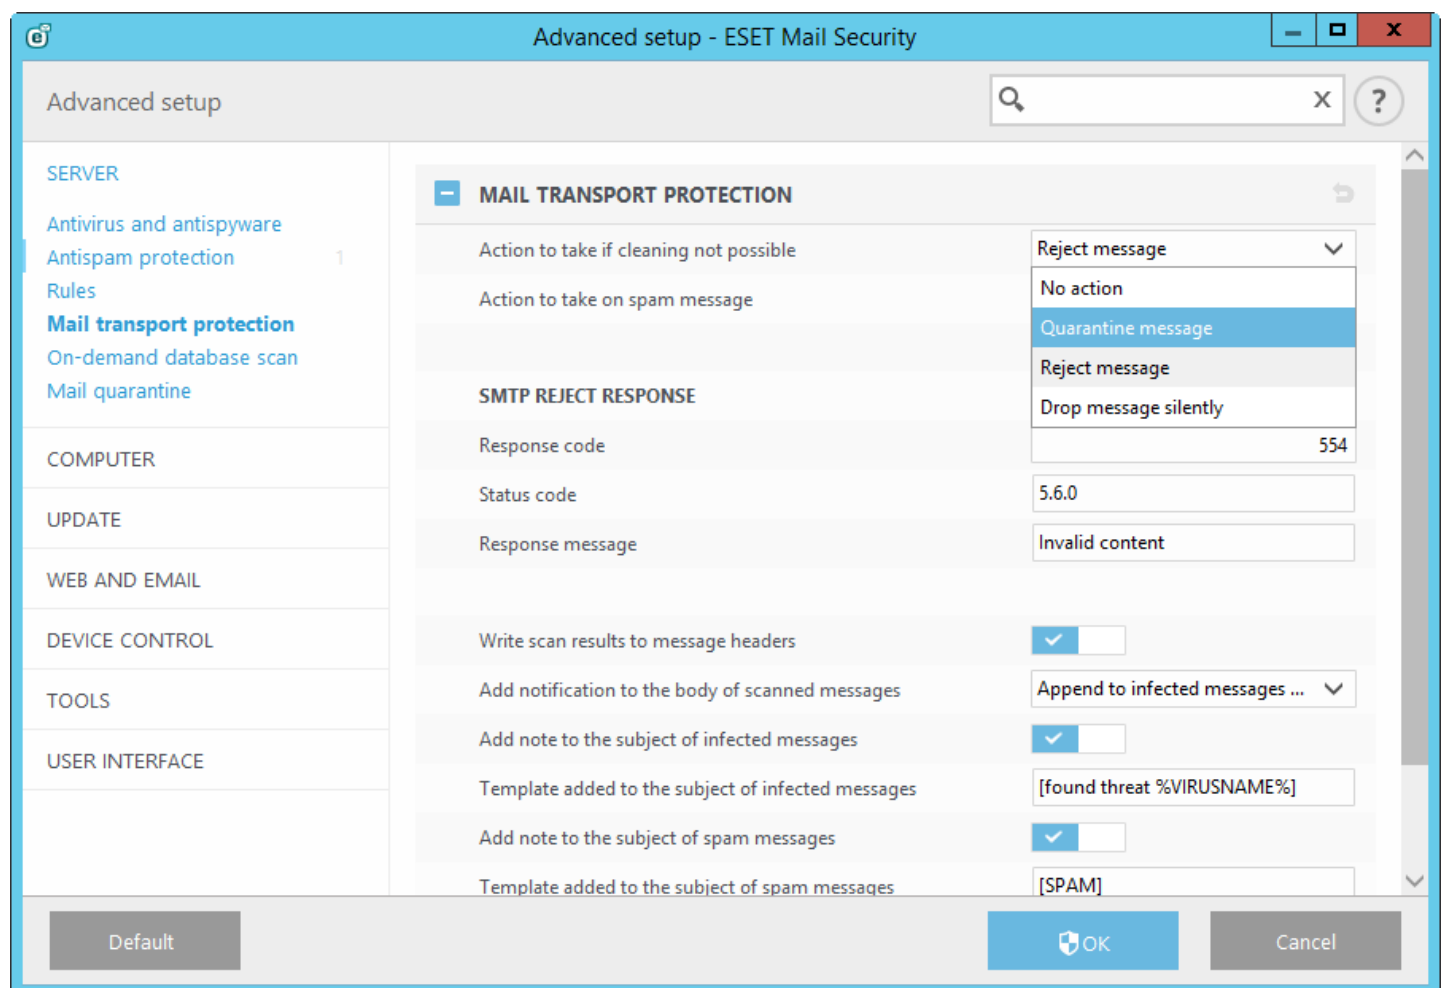 Advanced setup - ESET Mail Security
Advanced setup
SERVER
Antivirus and antispyware
Antispam protection 1
Rules
Mail transport protection
On-demand database scan
Mail quarantine
COMPUTER
UPDATE
WEB AND EMAIL
DEVICE CONTROL
TOOLS
USER INTERFACE
MAIL TRANSPORT PROTECTION
Action to take if cleaning not possible Reject message
No action
Action to take on spam message
Quarantine message
Reject message
SMTP REJECT RESPONSE
Drop message silently
Response code 554
Status code 5.6.0
Response message Invalid content
Write scan results to message headers
Add notification to the body of scanned messages Append to infected messages ...
Add note to the subject of infected messages
Template added to the subject of infected messages [found threat %VIRUSNAME%]
Add note to the subject of spam messages
Template added to the subject of spam messages [SPAM]
Default
OK
Cancel